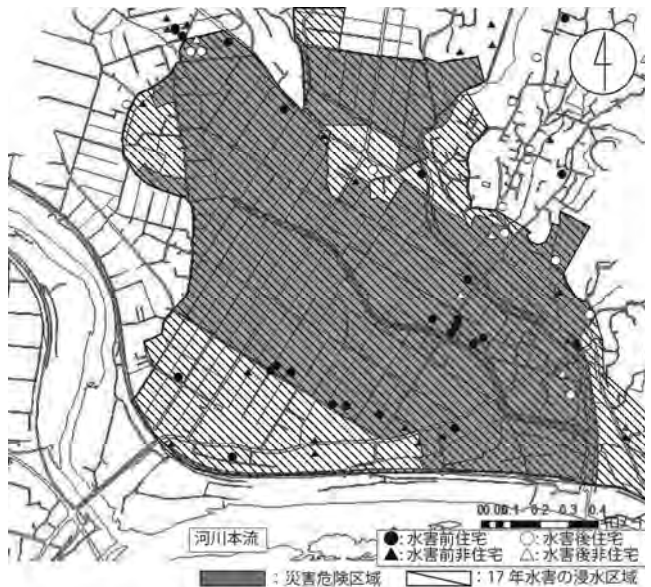 河川本流
●：水害前住宅 ○：水害後住宅
▲：水害前非住宅 △：水害後非住宅
：災害危険区域 ：17年水害の浸水区域